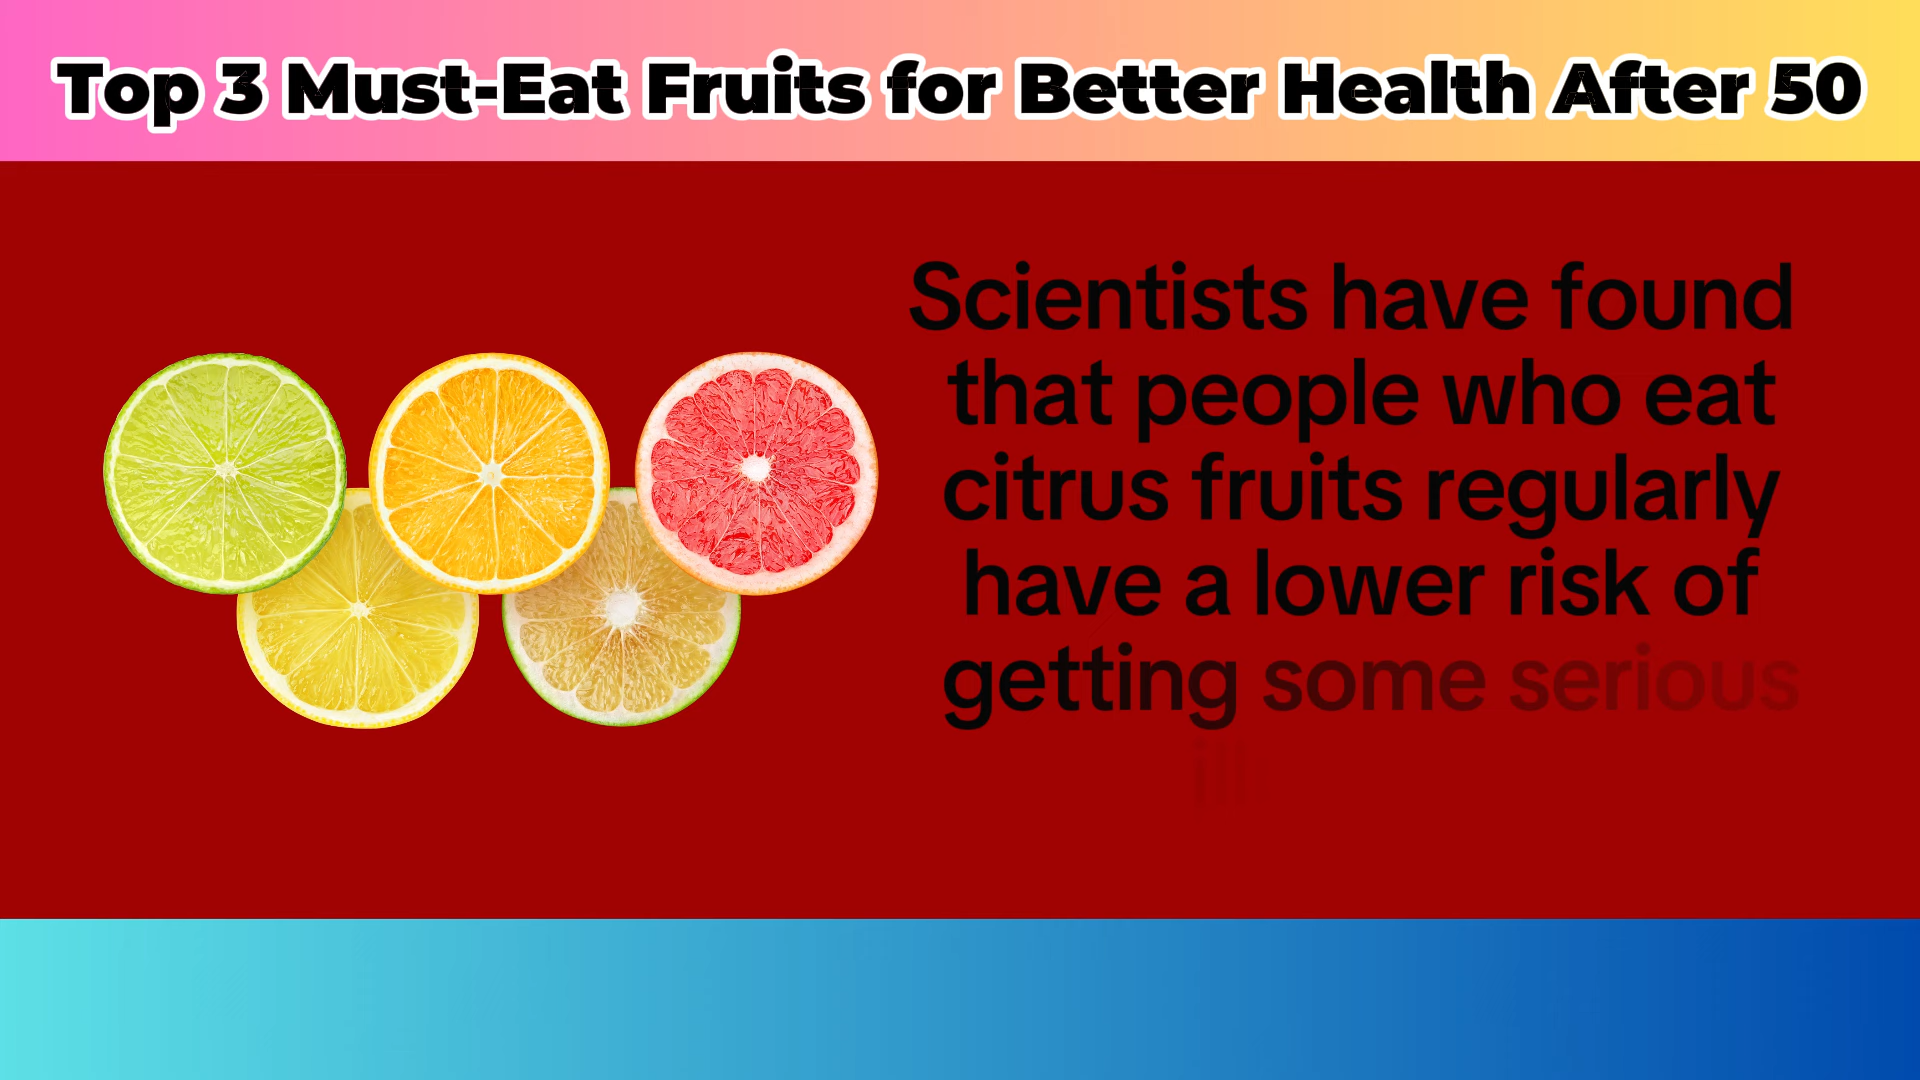 Top 3 Must-Eat Fruits for Better Health After 50
Scientists have found
that people who eat
citrus fruits regularly
have a lower risk of
getting some serious